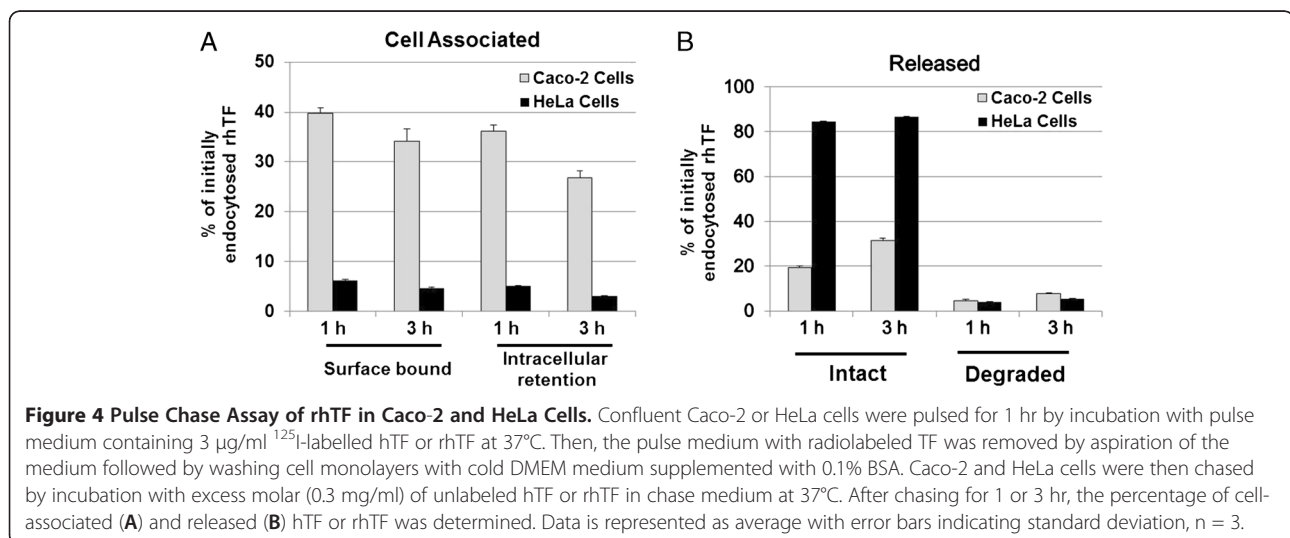 A
Cell Associated
% of initially
endocytosed rhTF
50
40
30
20
10
0
Caco-2 Cells
HeLa Cells
1 h
3 h
1 h
3 h
Surface bound
Intracellular
retention
B
Released
% of initially
endocytosed rhTF
100
80
60
40
20
0
Caco-2 Cells
HeLa Cells
1 h
3 h
1 h
3 h
Intact
Degraded
Figure 4 Pulse Chase Assay of rhTF in Caco-2 and HeLa Cells. Confluent Caco-2 or HeLa cells were pulsed for 1 hr by incubation with pulse
medium containing 3 μg/ml ¹²⁵I-labelled hTF or rhTF at 37°C. Then, the pulse medium with radiolabeled TF was removed by aspiration of the
medium followed by washing cell monolayers with cold DMEM medium supplemented with 0.1% BSA. Caco-2 and HeLa cells were then chased
by incubation with excess molar (0.3 mg/ml) of unlabeled hTF or rhTF in chase medium at 37°C. After chasing for 1 or 3 hr, the percentage of cell-
associated (A) and released (B) hTF or rhTF was determined. Data is represented as average with error bars indicating standard deviation, n = 3.